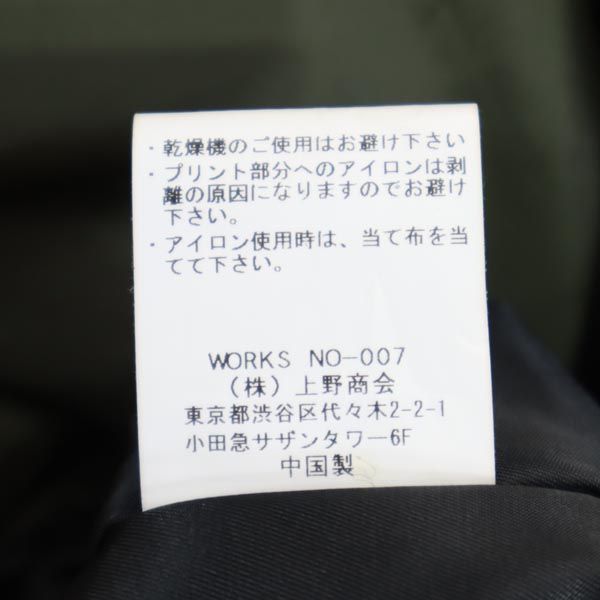 ・乾燥機のご使用はお避け下さい
・プリント部分へのアイロンは剥
離の原因になりますのでお避け
下さい。
・アイロン使用時は、当て布を当
てて下さい。
WORKS NO-007
(株)上野商会
東京都渋谷区代々木2-2-1
小田急サザンタワー6F
中国製